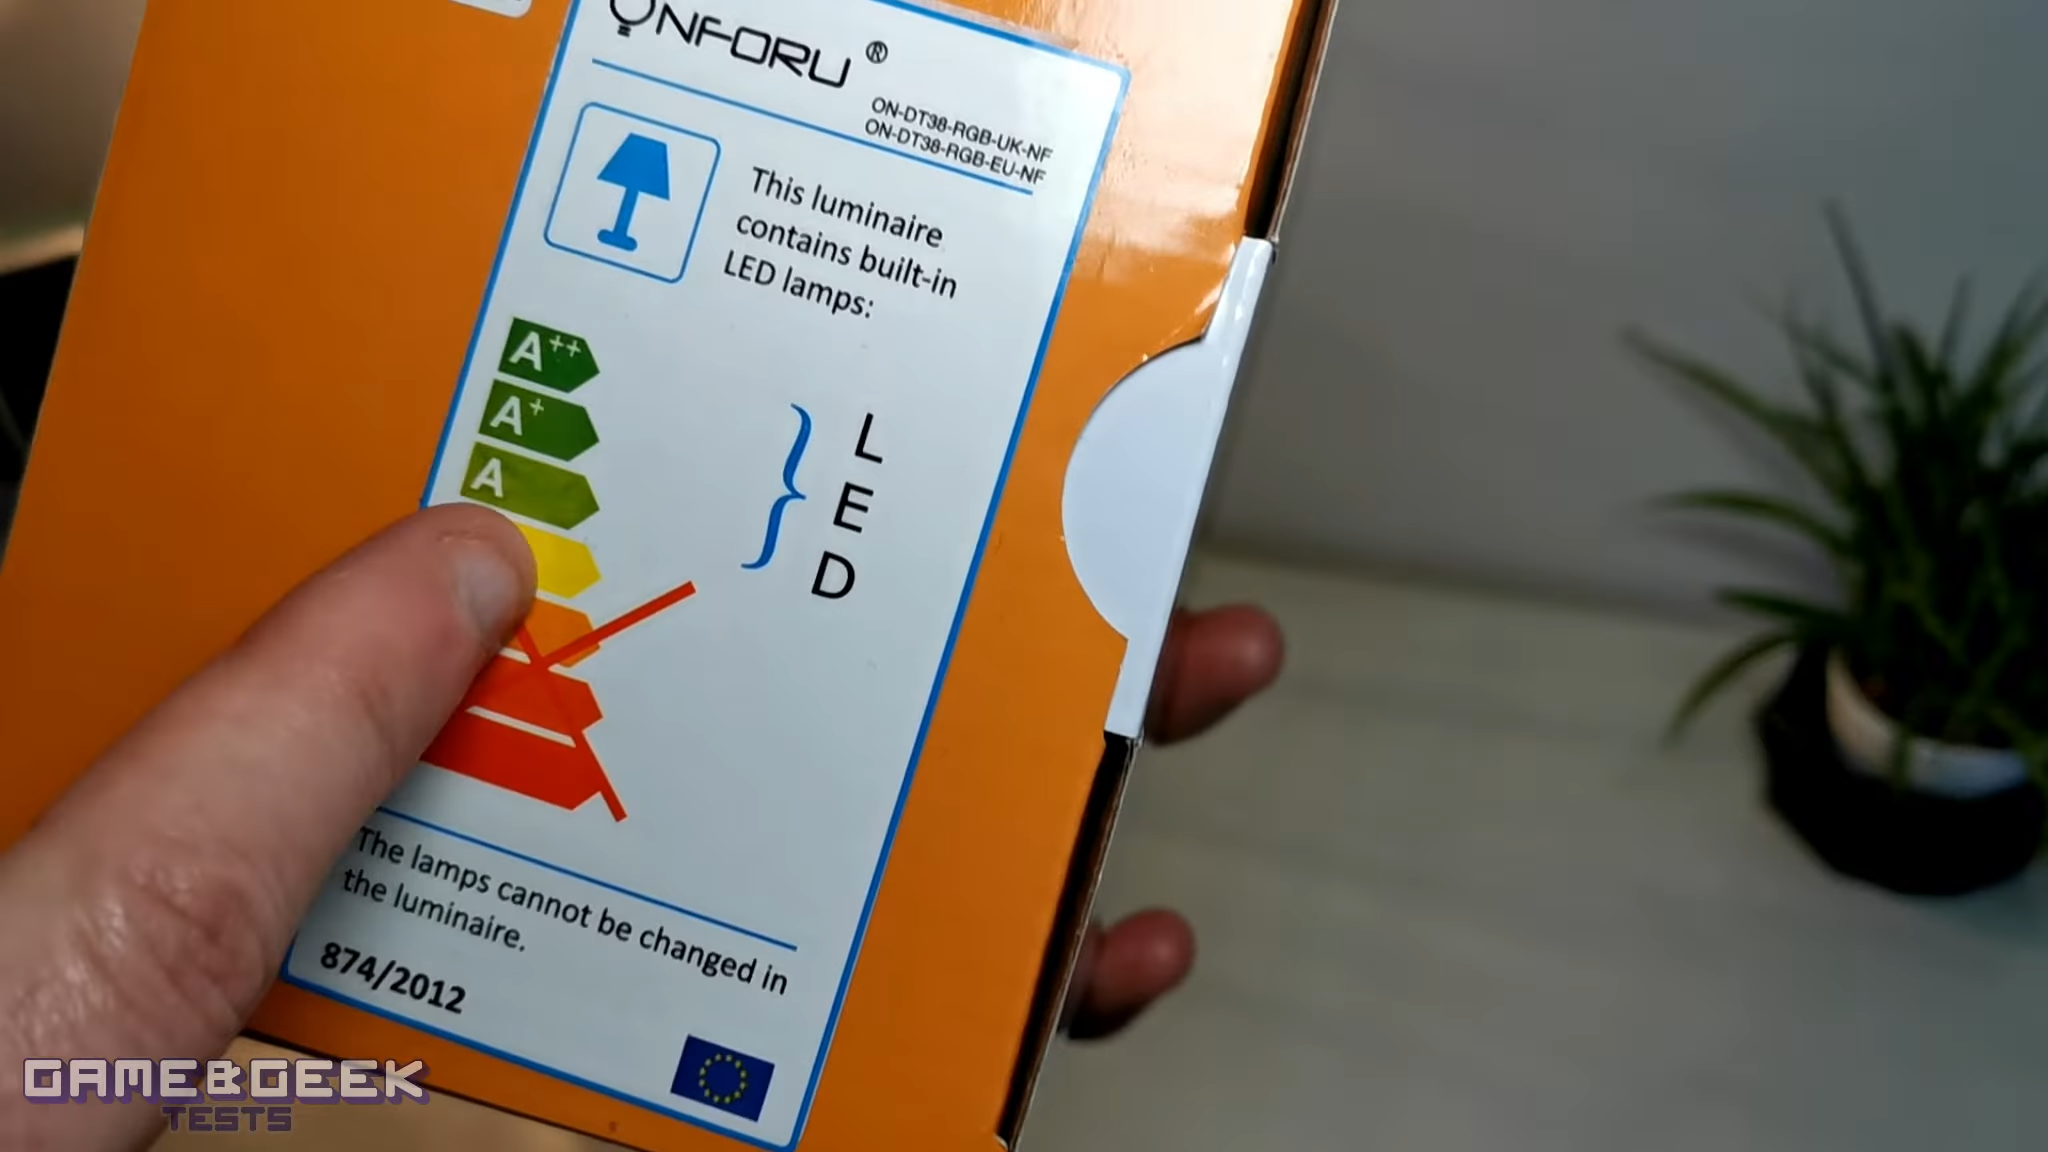 ONFORU ®
ON-DT38-RGB-UK-NF
ON-DT38-RGB-EU-NF
This luminaire
contains built-in
LED lamps:
A++
A+
A
L
E
D
The lamps cannot be changed in
the luminaire.
874/2012
GAME&GEEK
TESTS